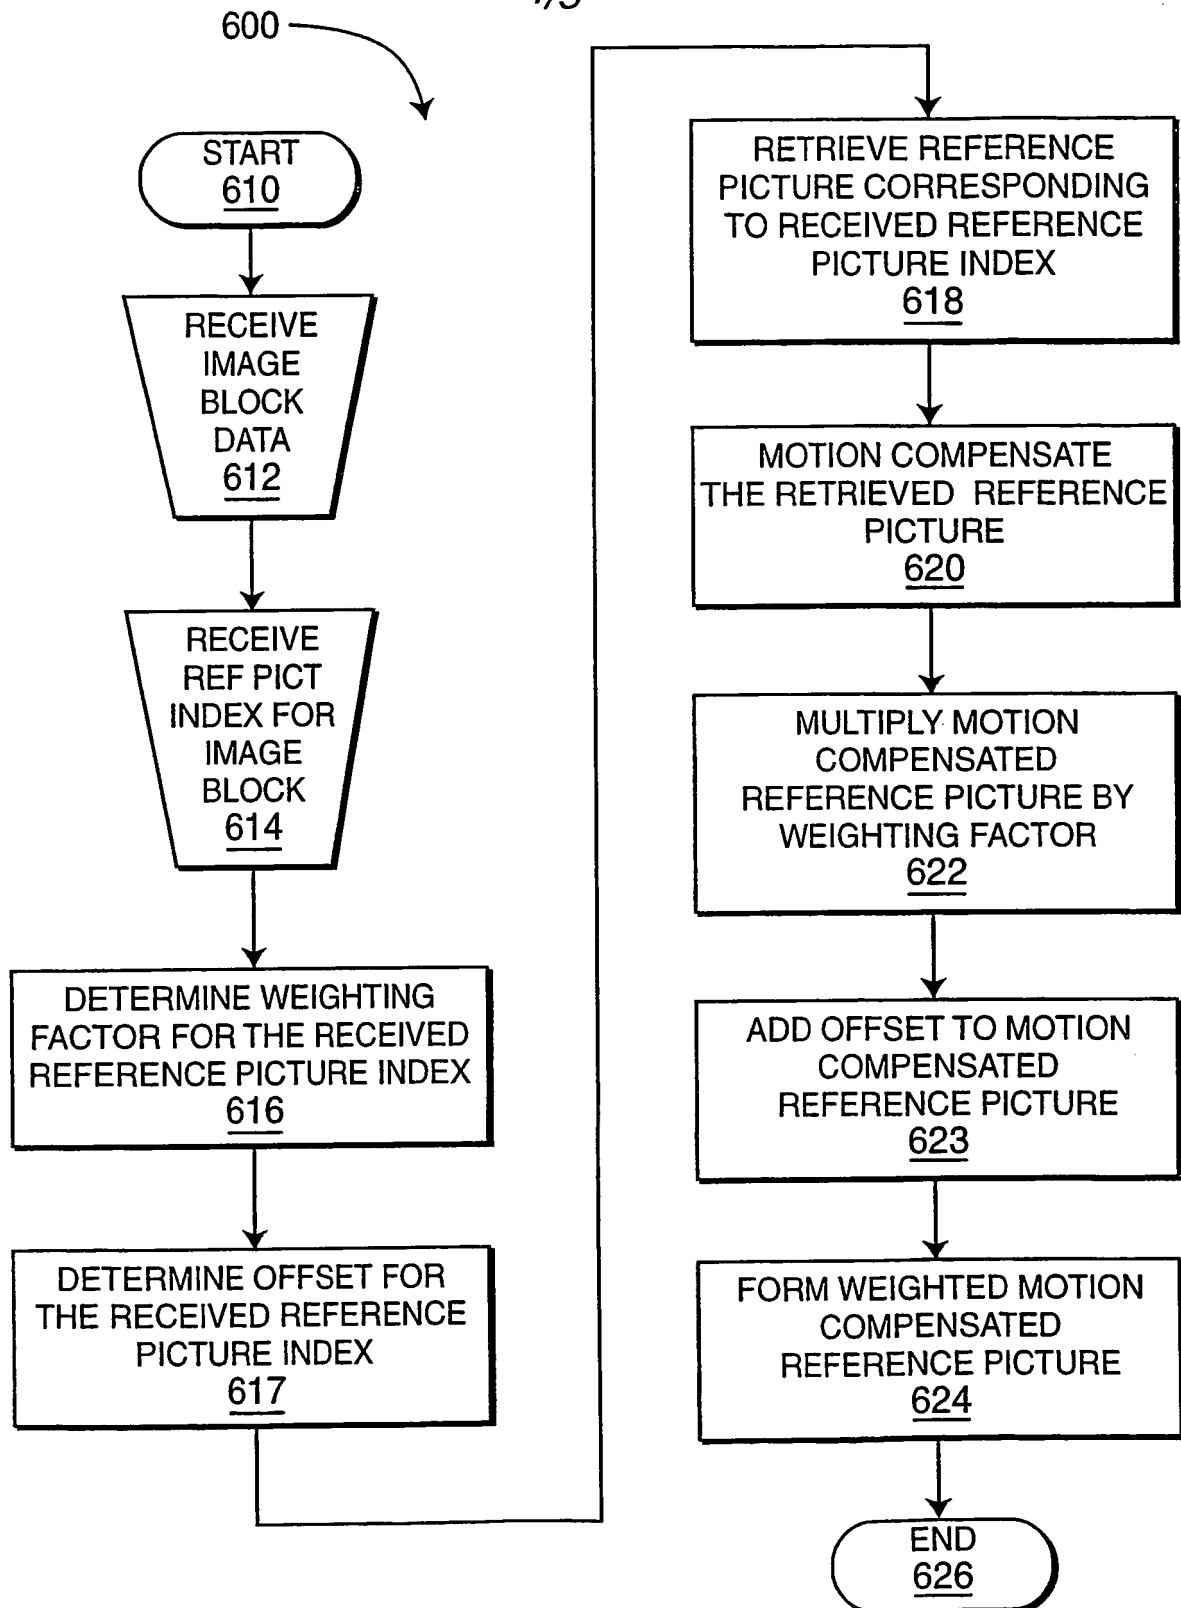 600
START
610
RECEIVE
IMAGE
BLOCK
DATA
612
RECEIVE
REF PICT
INDEX FOR
IMAGE
BLOCK
614
DETERMINE WEIGHTING
FACTOR FOR THE RECEIVED
REFERENCE PICTURE INDEX
616
DETERMINE OFFSET FOR
THE RECEIVED REFERENCE
PICTURE INDEX
617
RETRIEVE REFERENCE
PICTURE CORRESPONDING
TO RECEIVED REFERENCE
PICTURE INDEX
618
MOTION COMPENSATE
THE RETRIEVED REFERENCE
PICTURE
620
MULTIPLY MOTION
COMPENSATED
REFERENCE PICTURE BY
WEIGHTING FACTOR
622
ADD OFFSET TO MOTION
COMPENSATED
REFERENCE PICTURE
623
FORM WEIGHTED MOTION
COMPENSATED
REFERENCE PICTURE
624
END
626